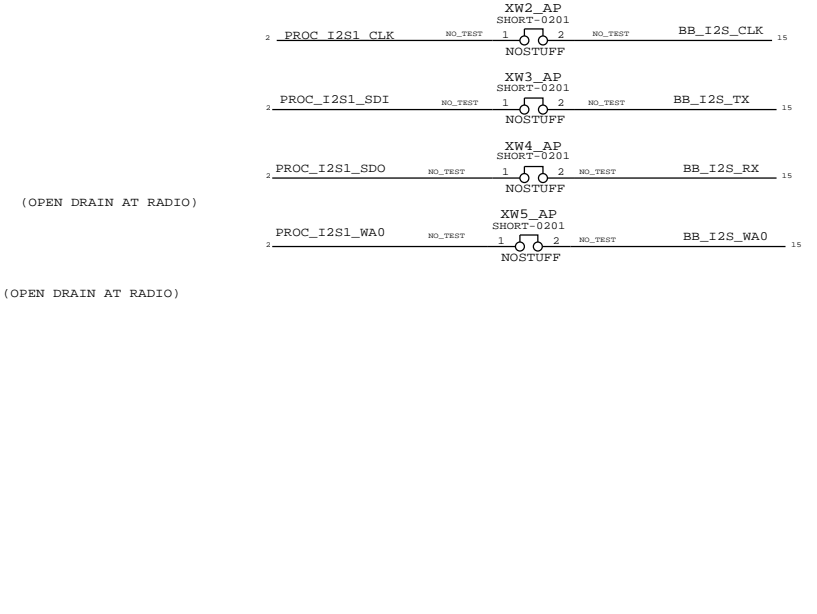 XW2_AP
SHORT-0201
2 PROC_I2S1_CLK NO_TEST 1 2 NO_TEST BB_I2S_CLK 15
NOSTUFF
XW3_AP
SHORT-0201
2 PROC_I2S1_SDI NO_TEST 1 2 NO_TEST BB_I2S_TX 15
NOSTUFF
XW4_AP
SHORT-0201
2 PROC_I2S1_SDO NO_TEST 1 2 NO_TEST BB_I2S_RX 15
NOSTUFF
(OPEN DRAIN AT RADIO)
XW5_AP
SHORT-0201
2 PROC_I2S1_WA0 NO_TEST 1 2 NO_TEST BB_I2S_WA0 15
NOSTUFF
(OPEN DRAIN AT RADIO)